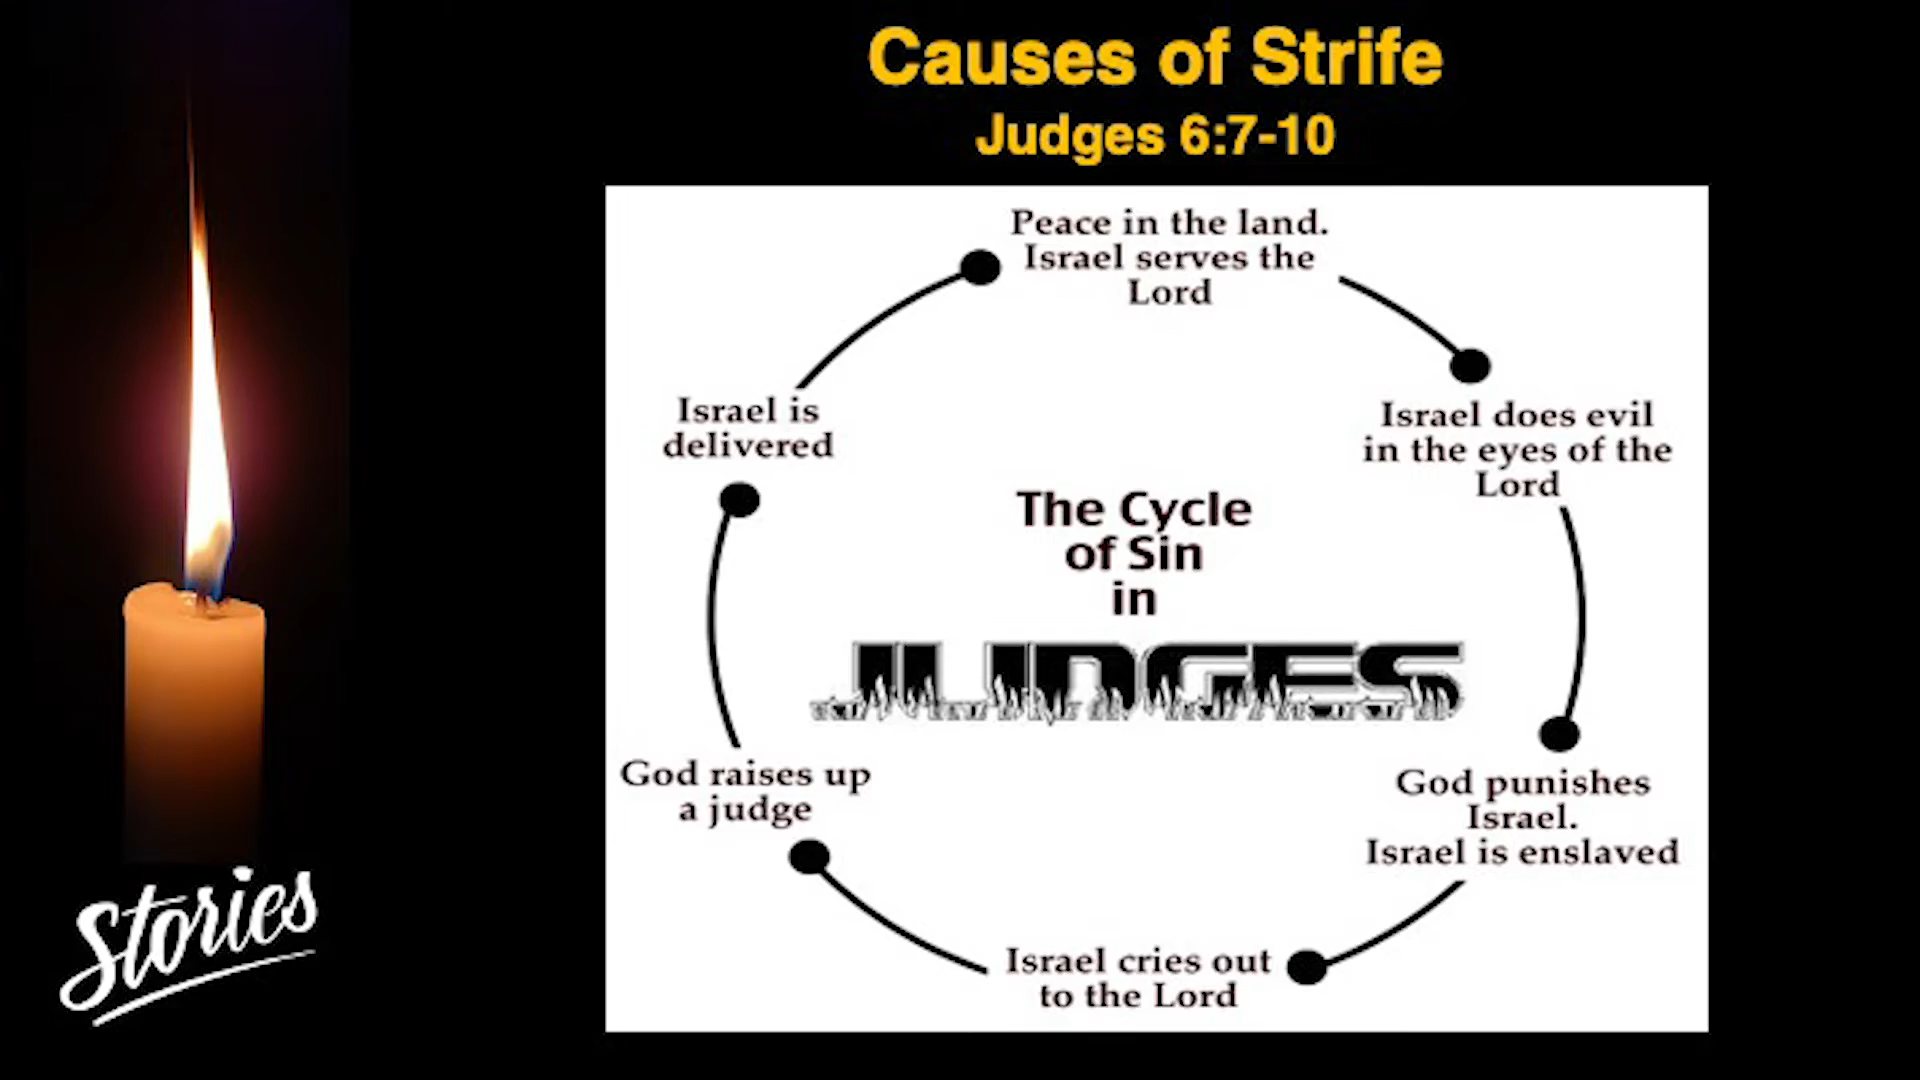 Causes of Strife
Judges 6:7-10
Peace in the land.
Israel serves the
Lord
Israel does evil
in the eyes of the
Lord
God punishes
Israel.
Israel is enslaved
Israel cries out
to the Lord
God raises up
a judge
Israel is
delivered
The Cycle
of Sin
in
JUDGES
Stories